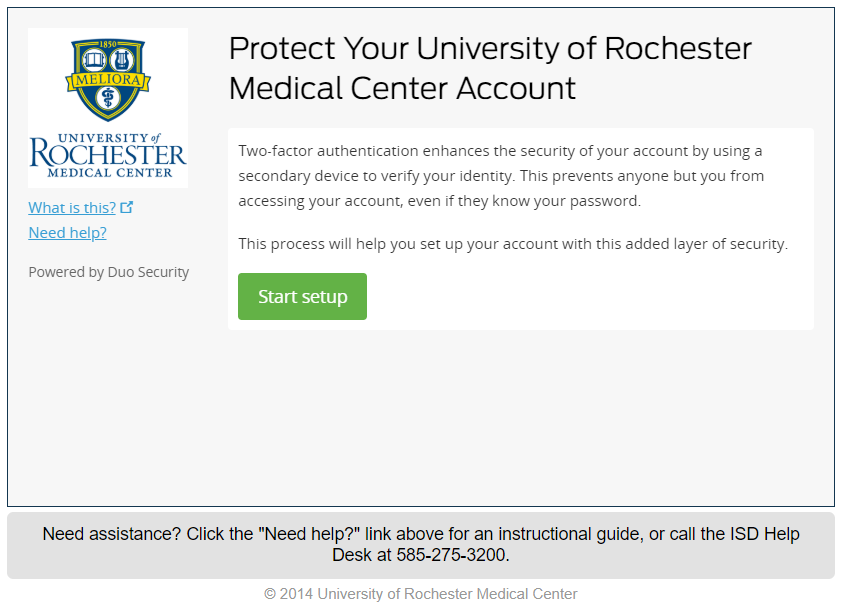 1850
MELIORA
UNIVERSITY of
ROCHESTER
MEDICAL CENTER
What is this?
Need help?
Powered by Duo Security
Protect Your University of Rochester
Medical Center Account
Two-factor authentication enhances the security of your account by using a
secondary device to verify your identity. This prevents anyone but you from
accessing your account, even if they know your password.
This process will help you set up your account with this added layer of security.
Start setup
Need assistance? Click the "Need help?" link above for an instructional guide, or call the ISD Help
Desk at 585-275-3200.
© 2014 University of Rochester Medical Center